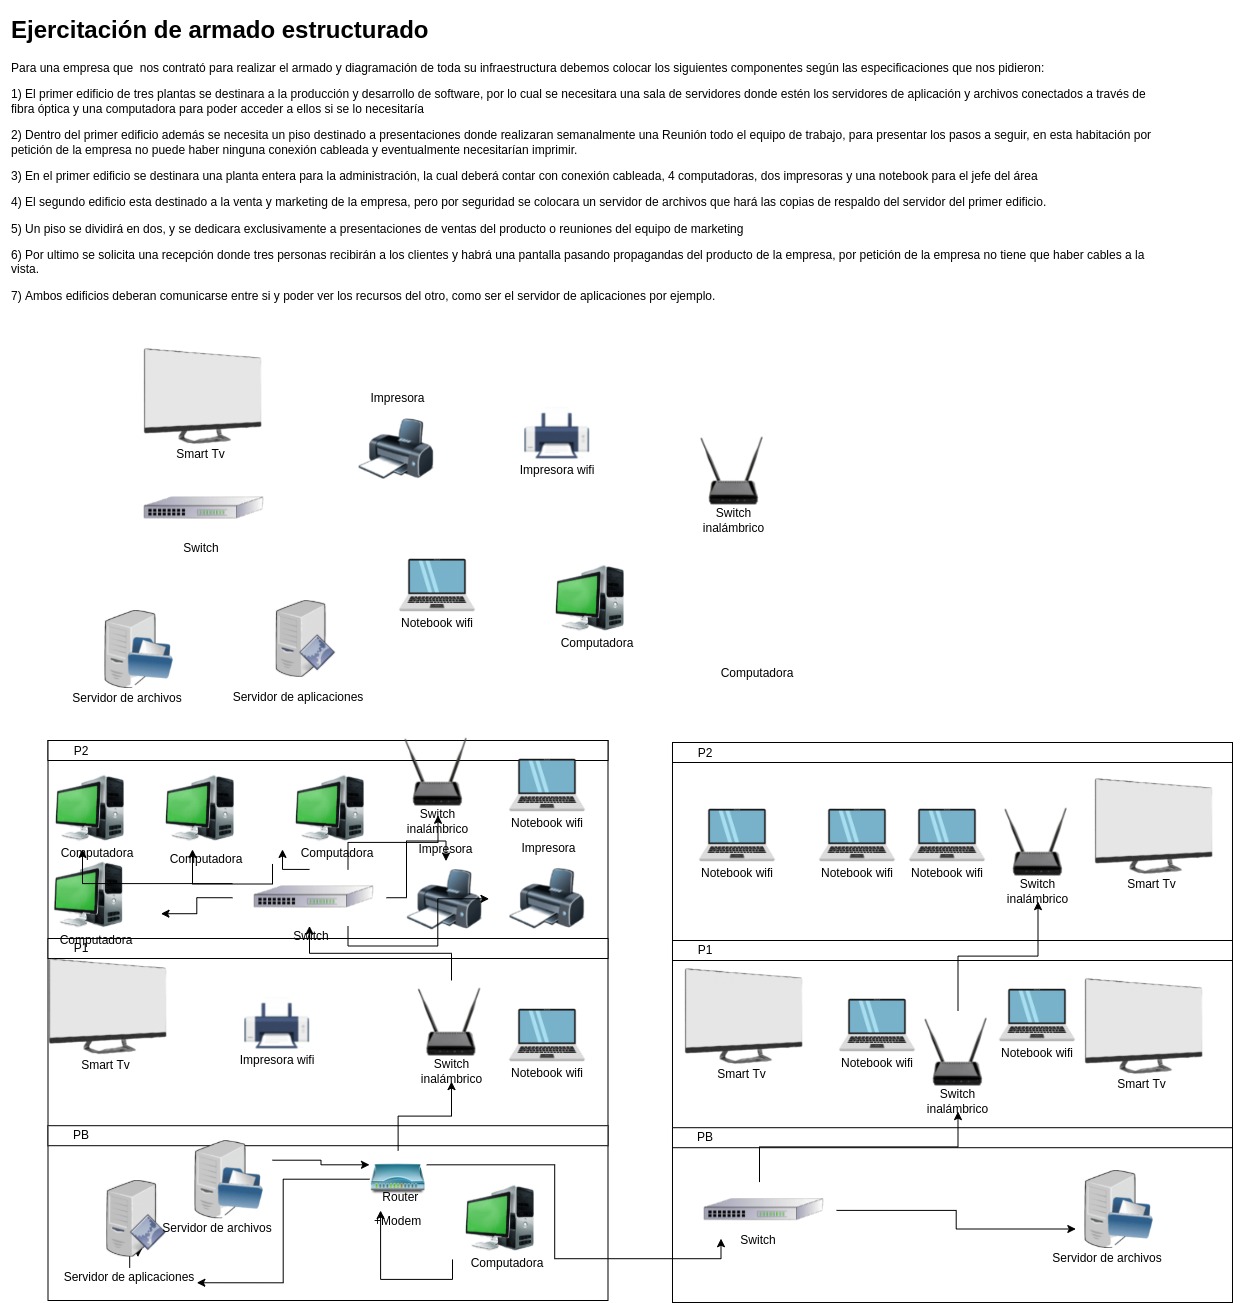 Ejercitación de armado estructurado
Para una empresa que  nos contrató para realizar el armado y diagramación de toda su infraestructura debemos colocar los siguientes componentes según las especificaciones que nos pidieron:
1) El primer edificio de tres plantas se destinara a la producción y desarrollo de software, por lo cual se necesitara una sala de servidores donde estén los servidores de aplicación y archivos conectados a través de
fibra óptica y una computadora para poder acceder a ellos si se lo necesitaría
2) Dentro del primer edificio además se necesita un piso destinado a presentaciones donde realizaran semanalmente una Reunión todo el equipo de trabajo, para presentar los pasos a seguir, en esta habitación por
petición de la empresa no puede haber ninguna conexión cableada y eventualmente necesitarían imprimir.
3) En el primer edificio se destinara una planta entera para la administración, la cual deberá contar con conexión cableada, 4 computadoras, dos impresoras y una notebook para el jefe del área
4) El segundo edificio esta destinado a la venta y marketing de la empresa, pero por seguridad se colocara un servidor de archivos que hará las copias de respaldo del servidor del primer edificio.
5) Un piso se dividirá en dos, y se dedicara exclusivamente a presentaciones de ventas del producto o reuniones del equipo de marketing
6) Por ultimo se solicita una recepción donde tres personas recibirán a los clientes y habrá una pantalla pasando propagandas del producto de la empresa, por petición de la empresa no tiene que haber cables a la
vista.
7) Ambos edificios deberan comunicarse entre si y poder ver los recursos del otro, como ser el servidor de aplicaciones por ejemplo.
Impresora
Smart Tv
Impresora wifi
Switch
inalámbrico
Switch
Notebook wifi
Computadora
Computadora
Servidor de archivos
Servidor de aplicaciones
P2
Switch
inalámbrico
Notebook wifi
Computadora
Computadora
Computadora
Impresora
Impresora
Computadora
Switch
P1
Smart Tv
Impresora wifi
Switch
inalámbrico
Notebook wifi
PB
Router
+Modem
Servidor de archivos
Computadora
Servidor de aplicaciones
P2
Notebook wifi
Notebook wifi
Notebook wifi
Switch
inalámbrico
Smart Tv
P1
Smart Tv
Notebook wifi
Switch
inalámbrico
Notebook wifi
Smart Tv
PB
Switch
Servidor de archivos